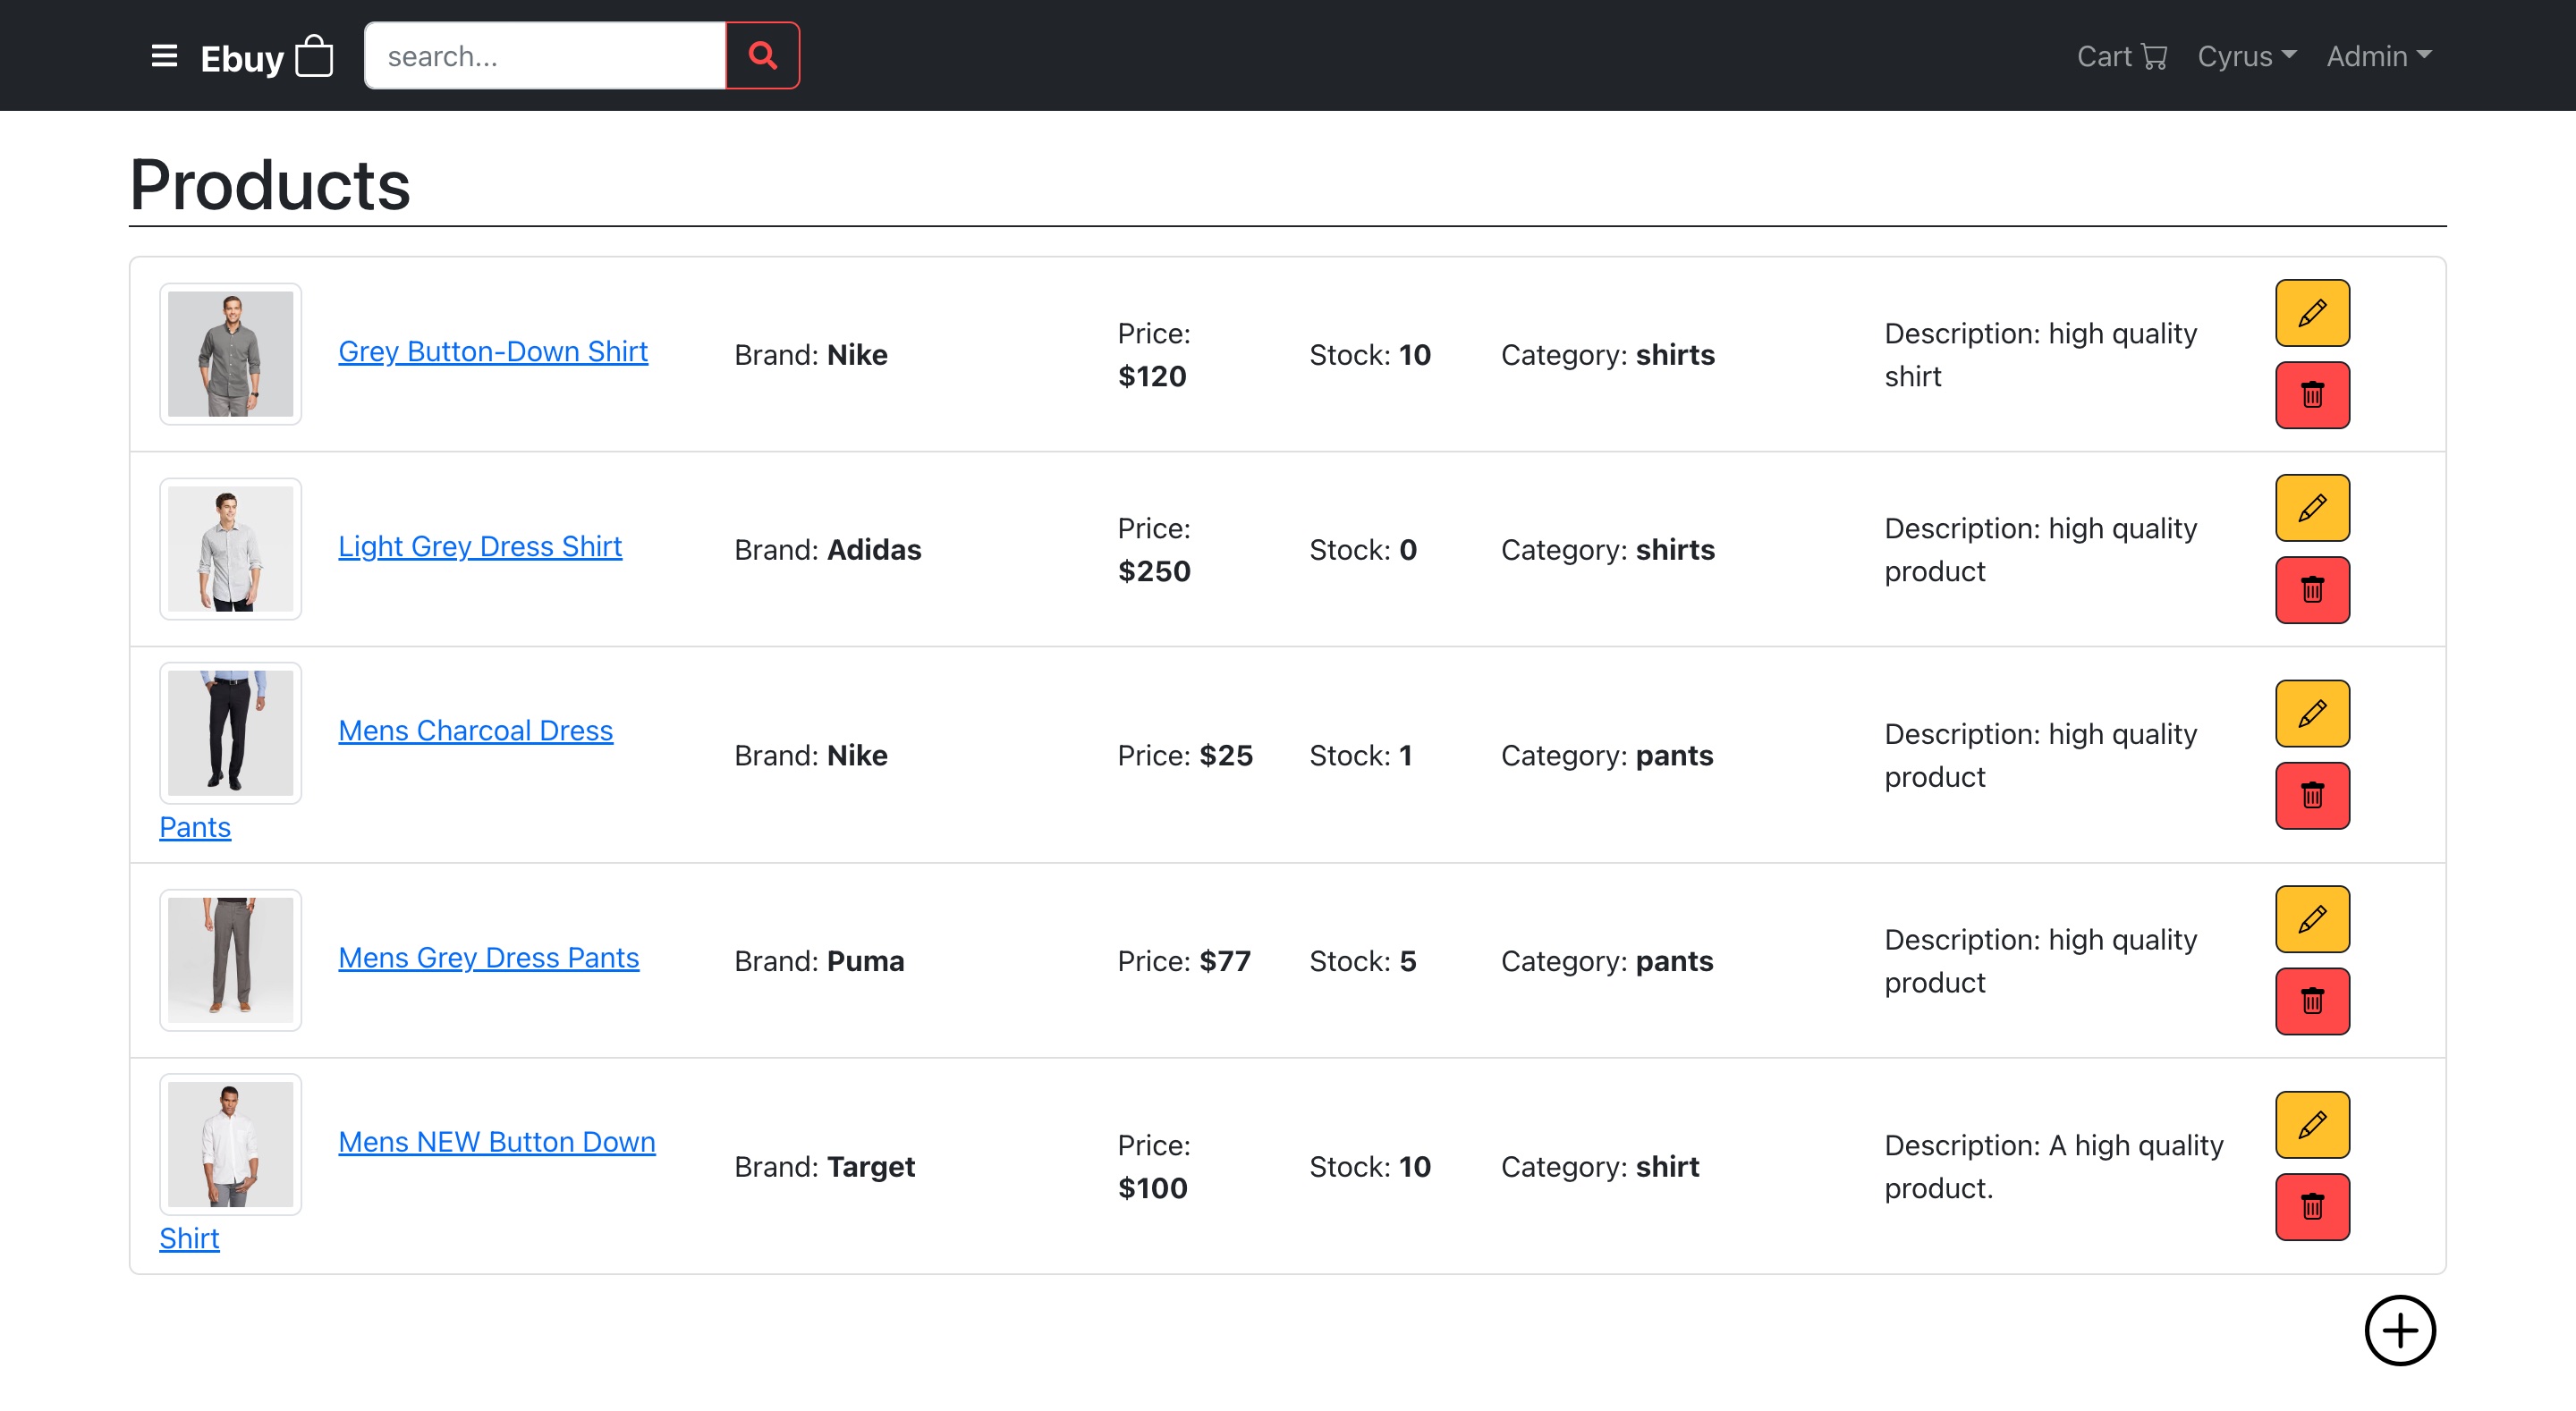 Ebuy search... Cart Cyrus Admin
Products
Grey Button-Down Shirt Brand: Nike Price: $120 Stock: 10 Category: shirts Description: high quality shirt
Light Grey Dress Shirt Brand: Adidas Price: $250 Stock: 0 Category: shirts Description: high quality product
Mens Charcoal Dress Pants Brand: Nike Price: $25 Stock: 1 Category: pants Description: high quality product
Mens Grey Dress Pants Brand: Puma Price: $77 Stock: 5 Category: pants Description: high quality product
Mens NEW Button Down Shirt Brand: Target Price: $100 Stock: 10 Category: shirt Description: A high quality product.